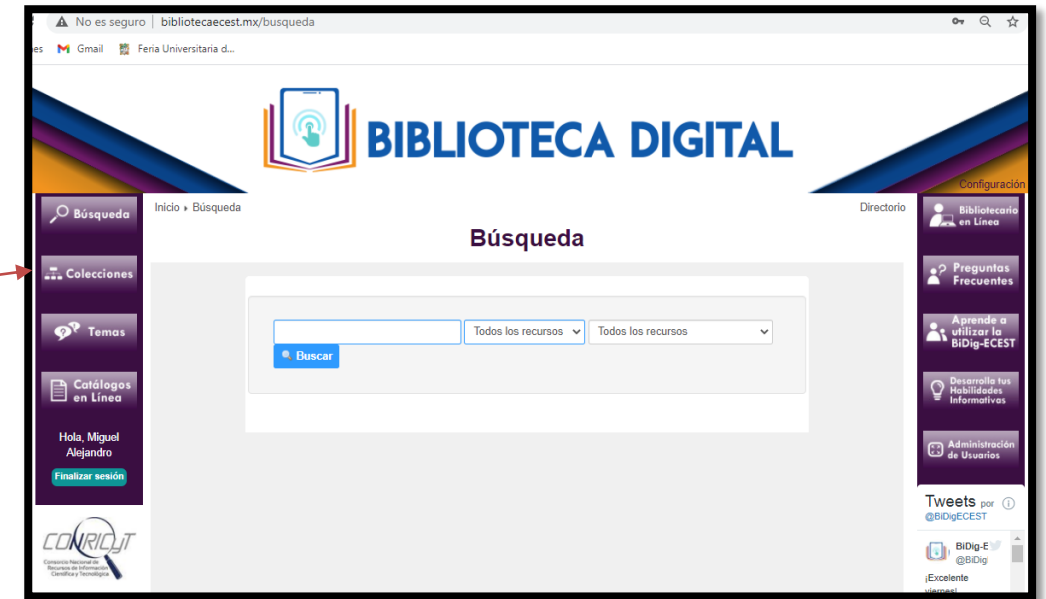 No es seguro | bibliotecaecest.mx/busqueda
Gmail Feria Universitaria d...
BIBLIOTECA DIGITAL
Configuración
Búsqueda
Colecciones
Temas
Catálogos
en Línea
Hola, Miguel
Alejandro
Finalizar sesión
CONRICyT
Consorcio Nacional de
Recursos de Información
Científica y Tecnológica
Inicio ▸ Búsqueda
Directorio
Búsqueda
Todos los recursos
Todos los recursos
Buscar
Bibliotecario
en Línea
Preguntas
Frecuentes
Aprende a
utilizar la
BiDig-ECEST
Desarrolla tus
Habilidades
Informativas
Administración
de Usuarios
Tweets por
@BiDigECEST
BiDig-E
@BiDig
¡Excelente
viernes!